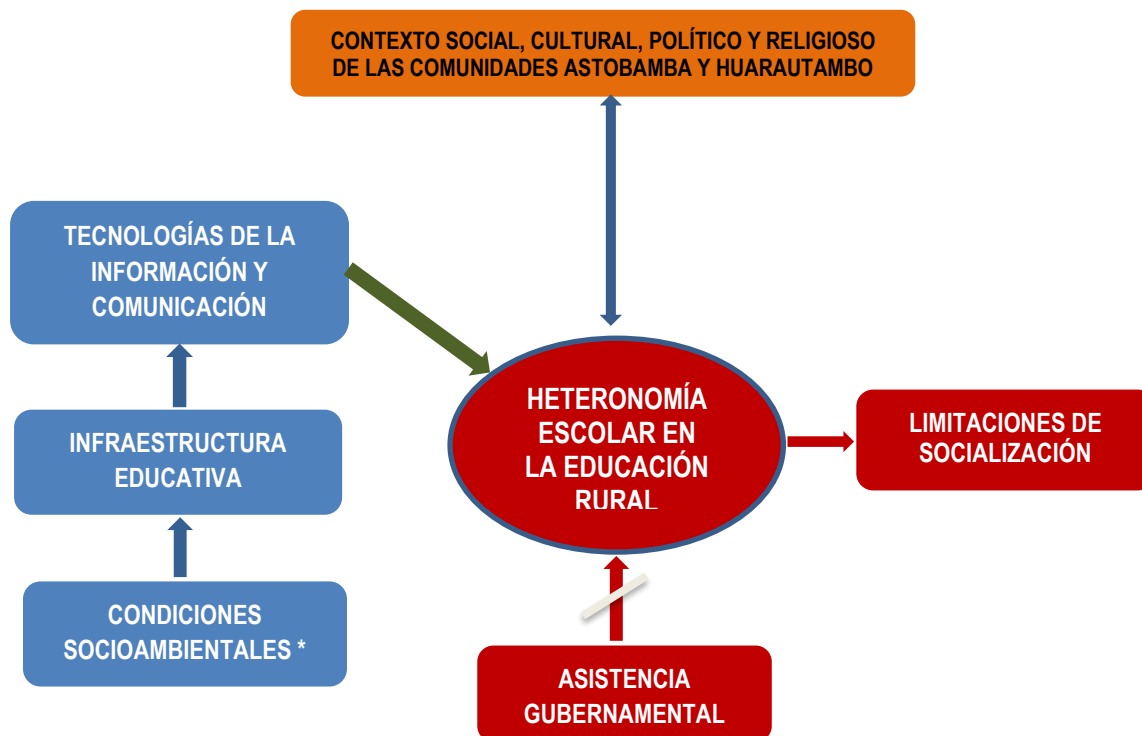 CONTEXTO SOCIAL, CULTURAL, POLÍTICO Y RELIGIOSO
DE LAS COMUNIDADES ASTOBAMBA Y HUARAUTAMBO
TECNOLOGÍAS DE LA
INFORMACIÓN Y
COMUNICACIÓN
INFRAESTRUCTURA
EDUCATIVA
CONDICIONES
SOCIOAMBIENTALES *
HETERONOMÍA
ESCOLAR EN
LA EDUCACIÓN
RURAL
LIMITACIONES DE
SOCIALIZACIÓN
ASISTENCIA
GUBERNAMENTAL